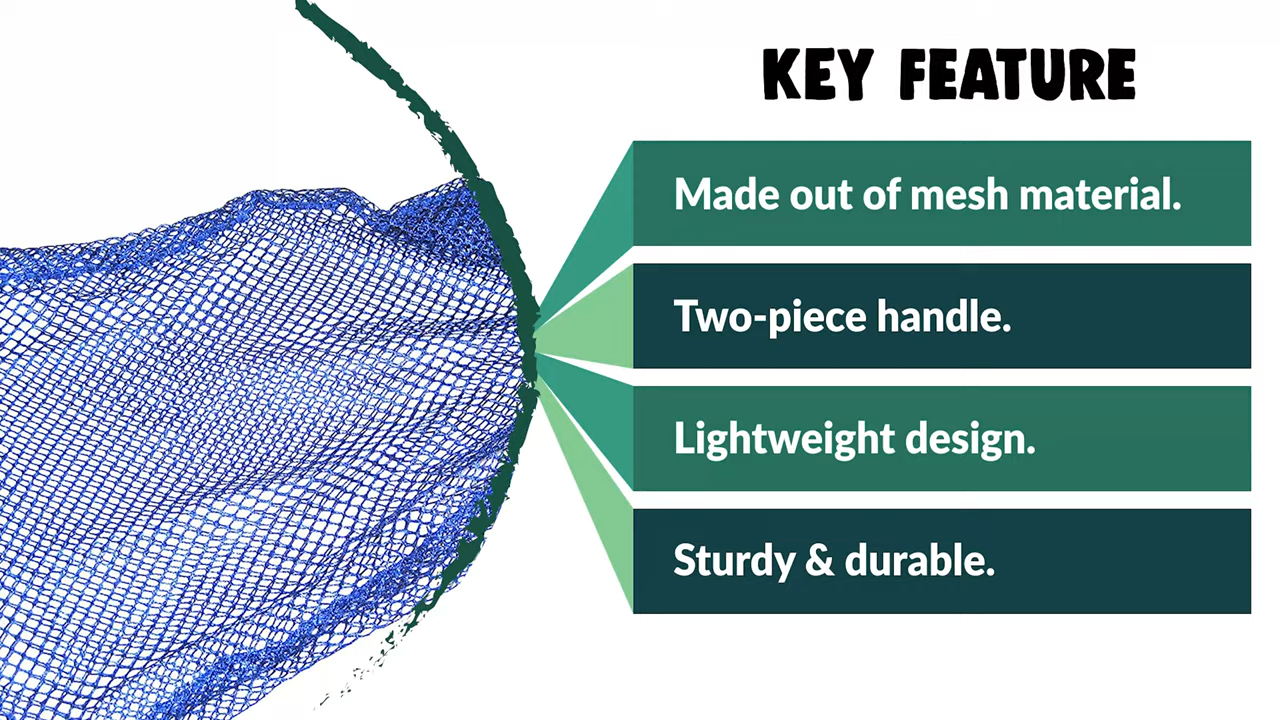 KEY FEATURE
Made out of mesh material.
Two-piece handle.
Lightweight design.
Sturdy & durable.